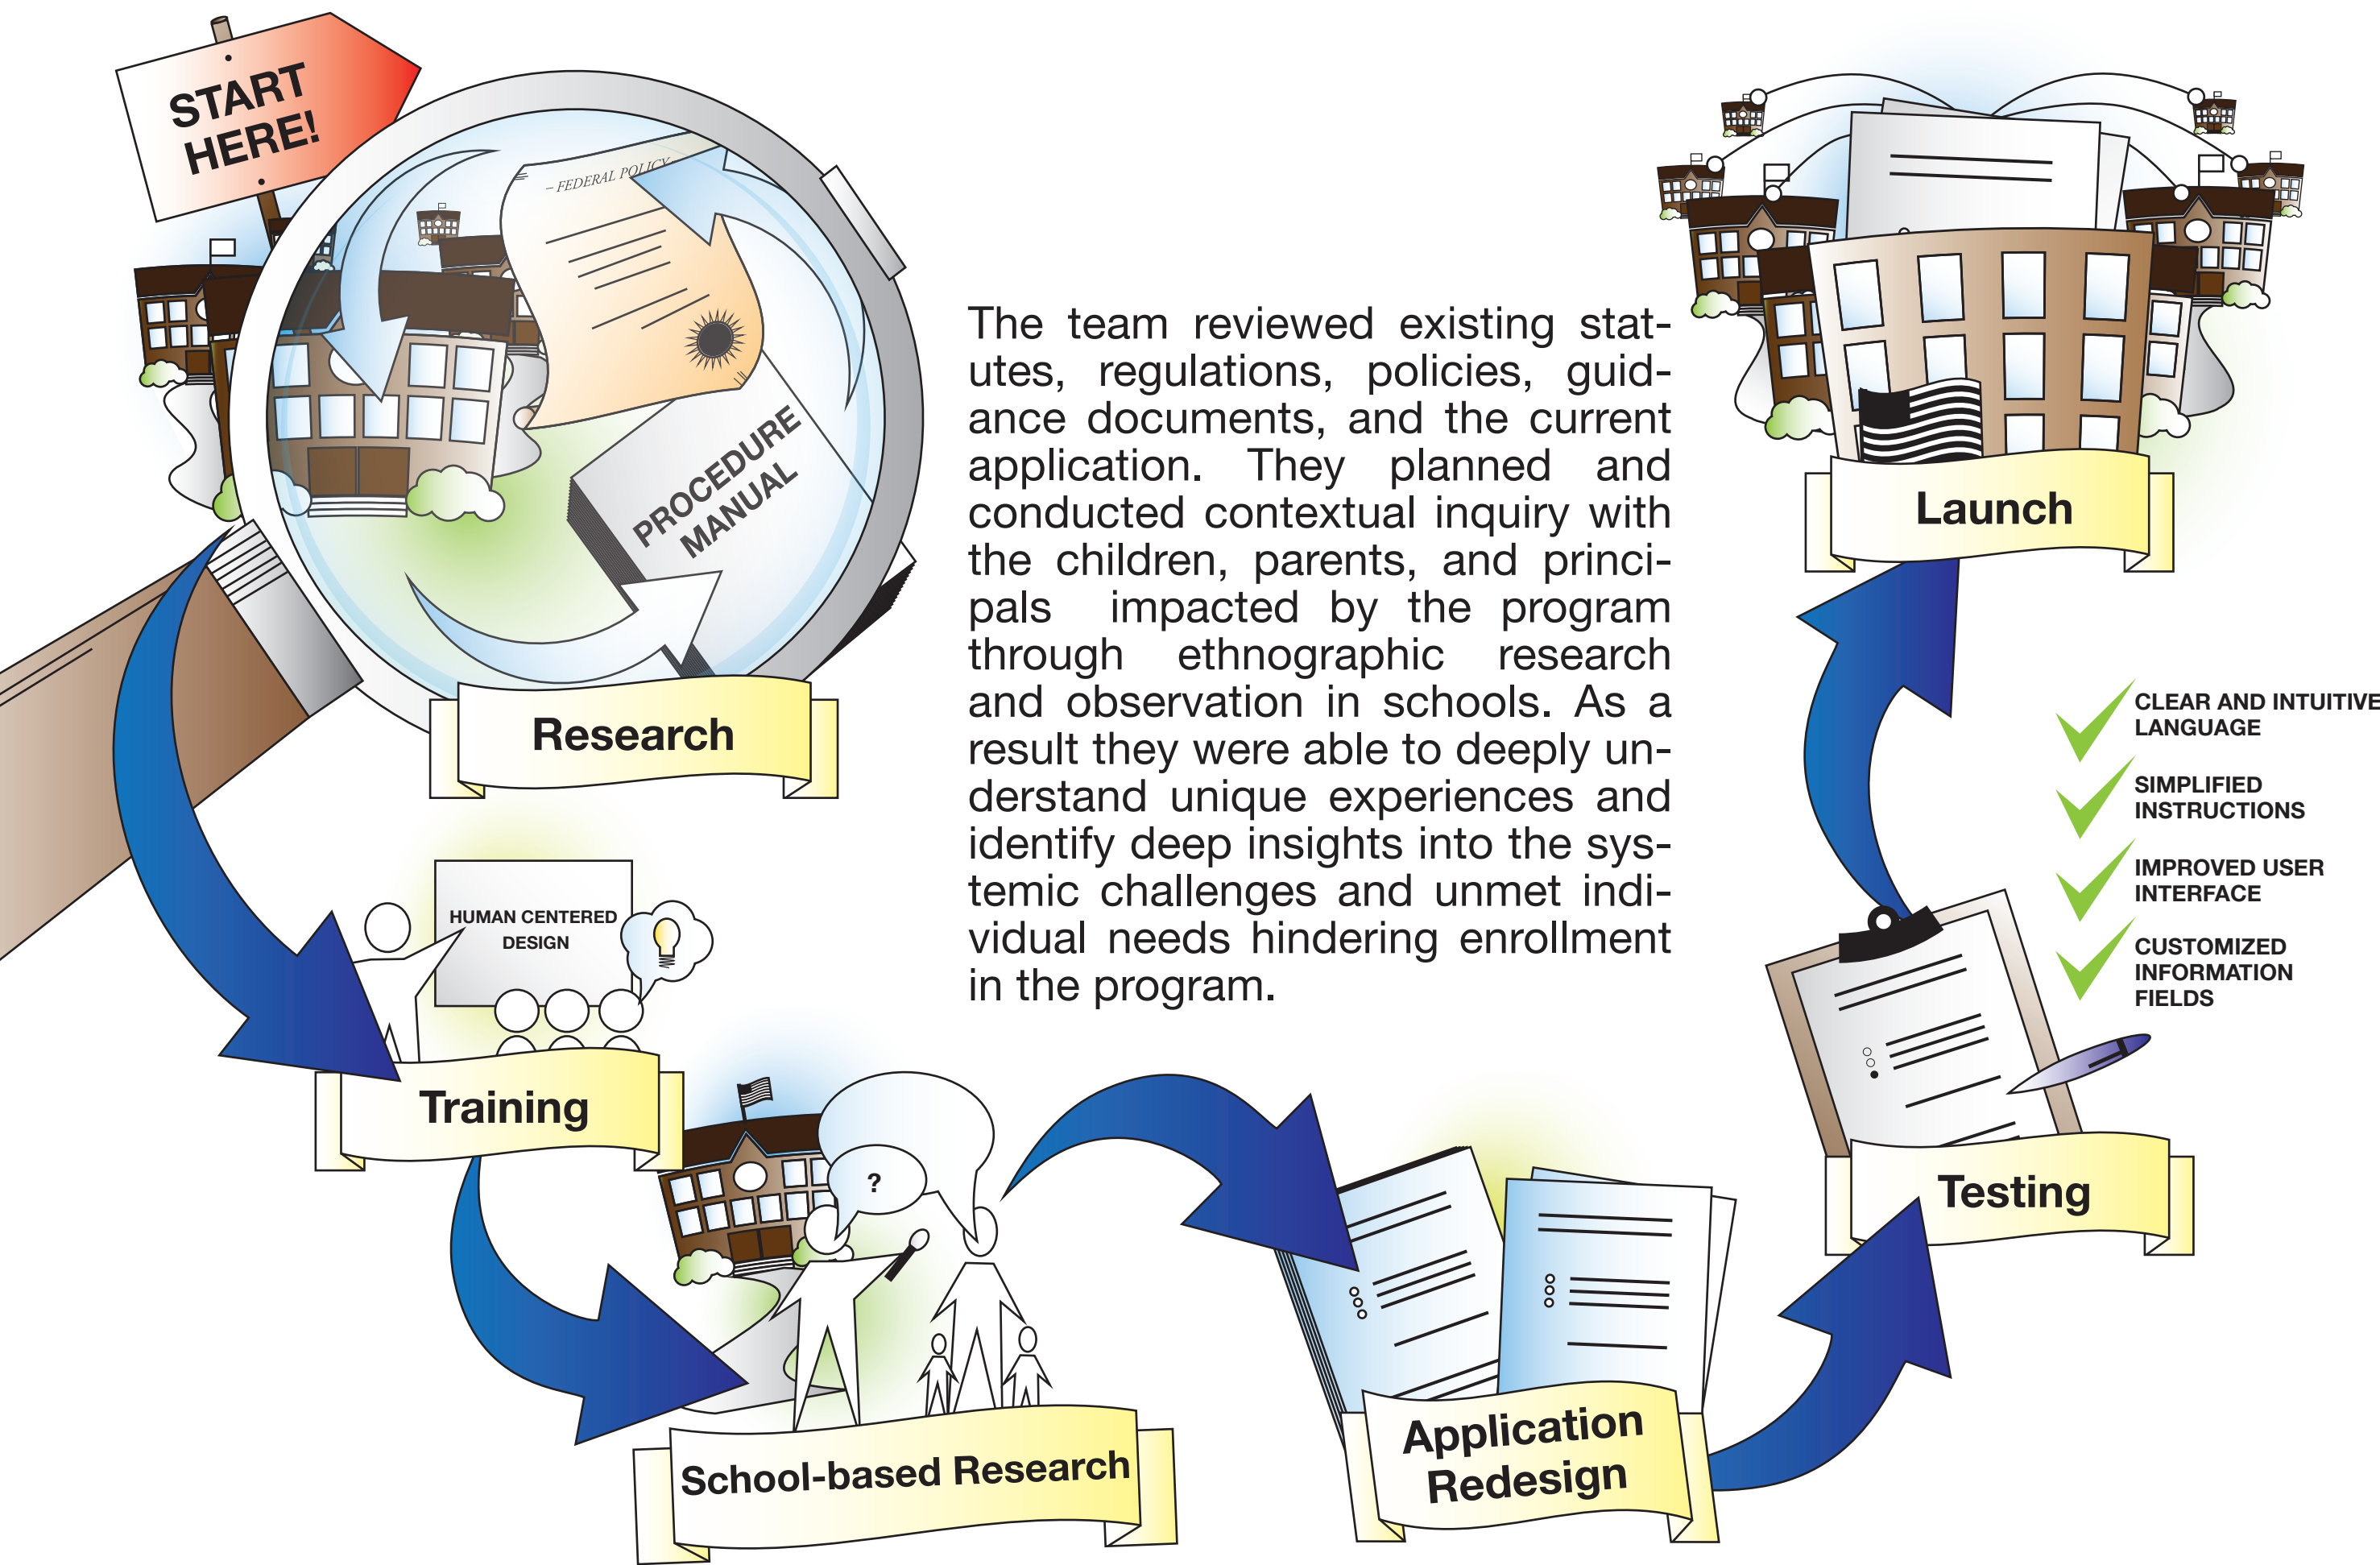 START
HERE!
– FEDERAL POLICY
PROCEDURE
MANUAL
Research
The team reviewed existing stat-
utes, regulations, policies, guid-
ance documents, and the current
application. They planned and
conducted contextual inquiry with
the children, parents, and princi-
pals impacted by the program
through ethnographic research
and observation in schools. As a
result they were able to deeply un-
derstand unique experiences and
identify deep insights into the sys-
temic challenges and unmet indi-
vidual needs hindering enrollment
in the program.
HUMAN CENTERED
DESIGN
Training
?
School-based Research
Application
Redesign
Testing
CLEAR AND INTUITIVE
LANGUAGE
SIMPLIFIED
INSTRUCTIONS
IMPROVED USER
INTERFACE
CUSTOMIZED
INFORMATION
FIELDS
Launch